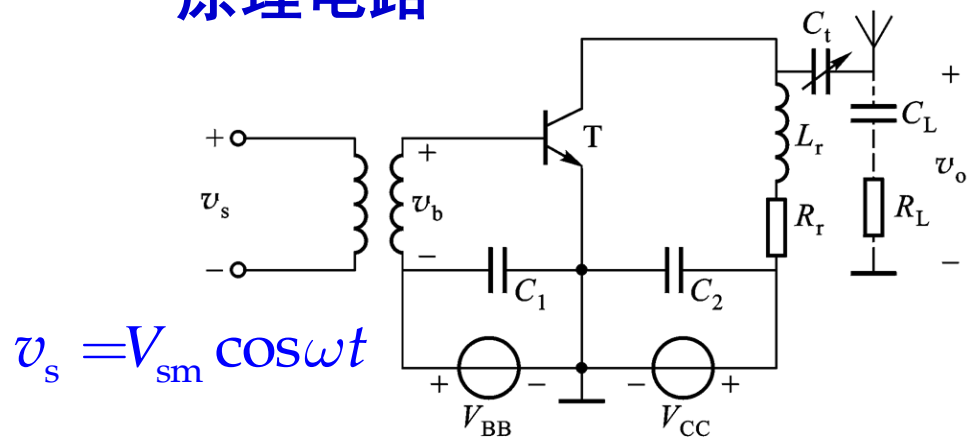 原理电路
C_t
+
T
L_r
C_L
+ +
v_s v_b
v_o
R_r R_L
− −
−
C_1 C_2
v_s =V_sm cosωt
+ − − +
V_BB V_CC